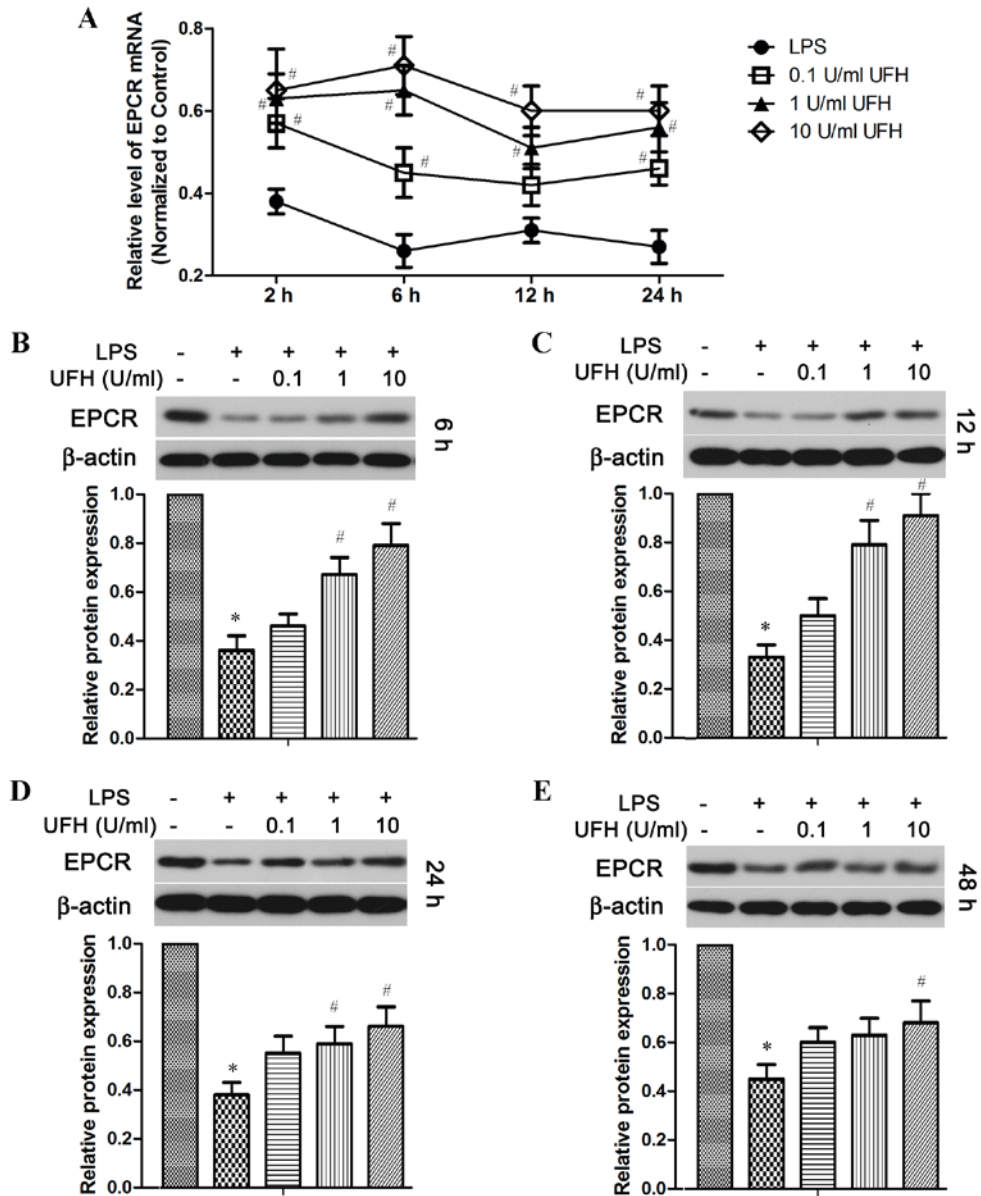 A
Relative level of EPCR mRNA
(Normalized to Control)
0.8
0.6
0.4
0.2
2 h 6 h 12 h 24 h
# # # # # # # # # # #
LPS
0.1 U/ml UFH
1 U/ml UFH
10 U/ml UFH
B
LPS - + + + +
UFH (U/ml) - - 0.1 1 10
EPCR
β-actin
6 h
Relative protein expression
1.0
0.8
0.6
0.4
0.2
0.0
* # #
C
LPS - + + + +
UFH (U/ml) - - 0.1 1 10
EPCR
β-actin
12 h
Relative protein expression
1.0
0.8
0.6
0.4
0.2
0.0
* # #
D
LPS - + + + +
UFH (U/ml) - - 0.1 1 10
EPCR
β-actin
24 h
Relative protein expression
1.0
0.8
0.6
0.4
0.2
0.0
* # #
E
LPS - + + + +
UFH (U/ml) - - 0.1 1 10
EPCR
β-actin
48 h
Relative protein expression
1.0
0.8
0.6
0.4
0.2
0.0
* #